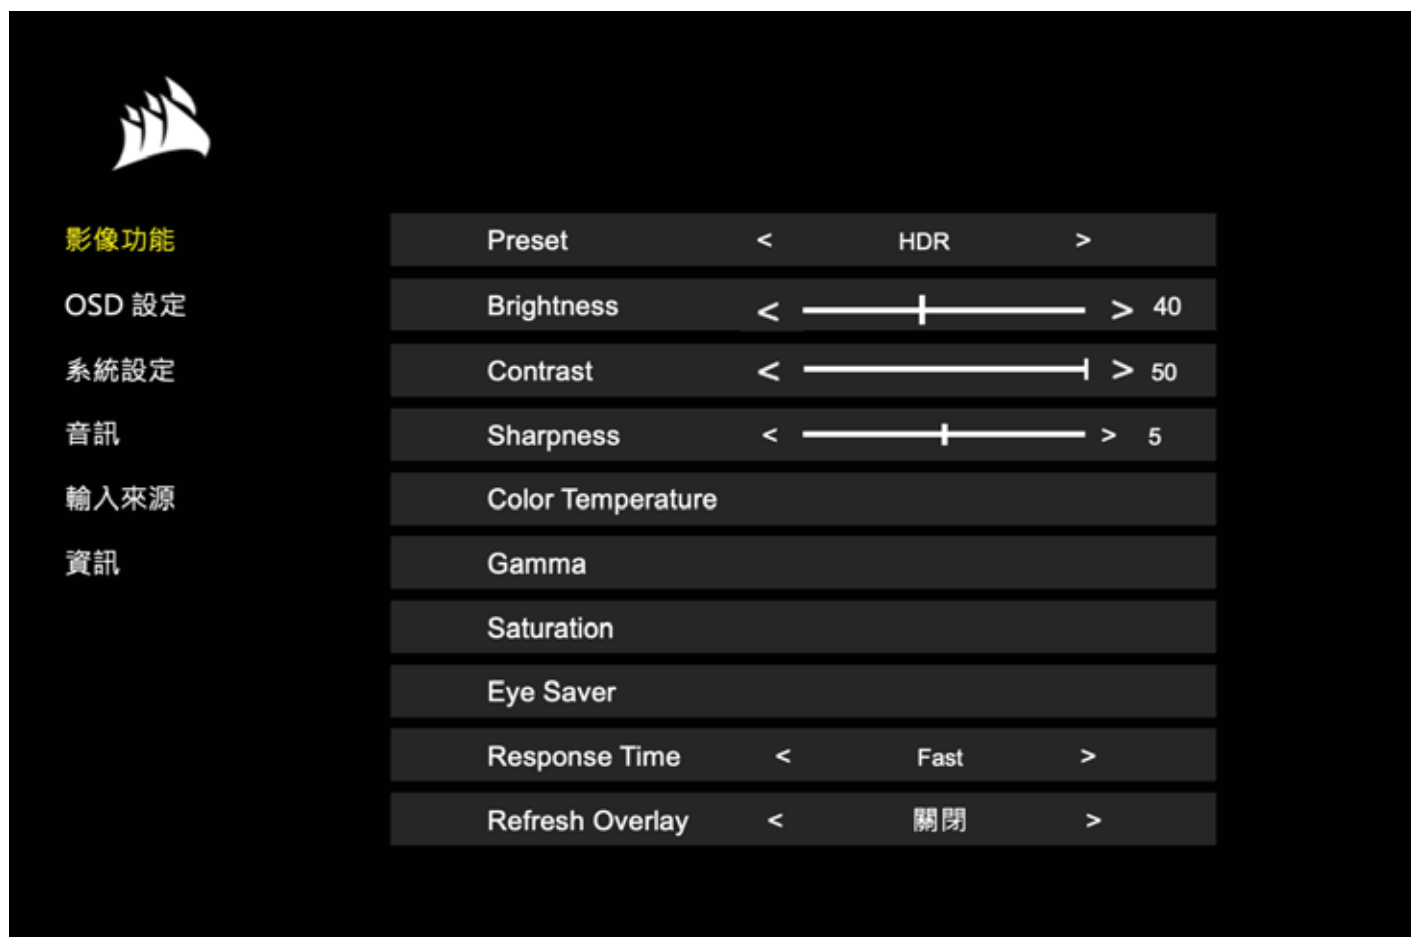 影像功能
OSD 設定
系統設定
音訊
輸入來源
資訊
Preset < HDR >
Brightness < > 40
Contrast < > 50
Sharpness < > 5
Color Temperature
Gamma
Saturation
Eye Saver
Response Time < Fast >
Refresh Overlay < 關閉 >